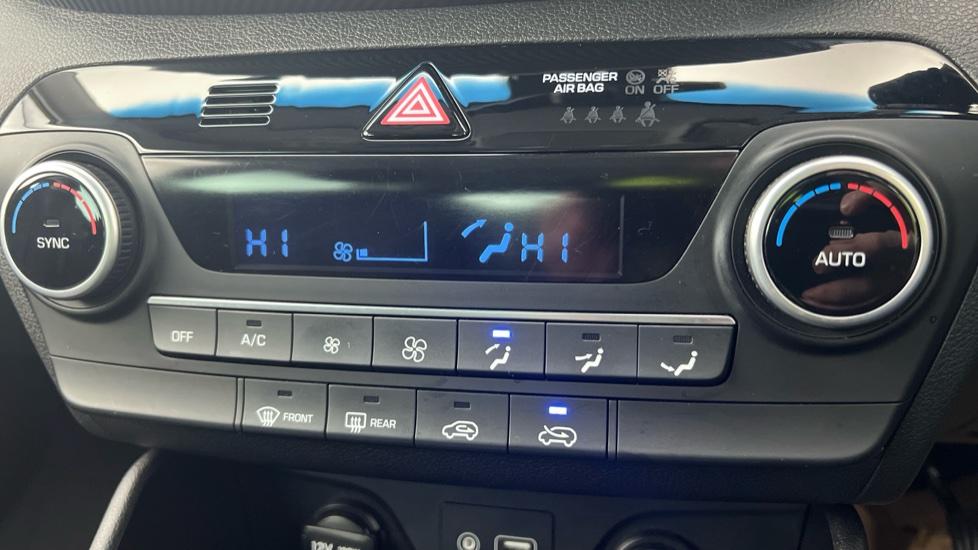 PASSENGER
AIR BAG
ON OFF
HI
HI
SYNC
AUTO
OFF
A/C
FRONT
REAR